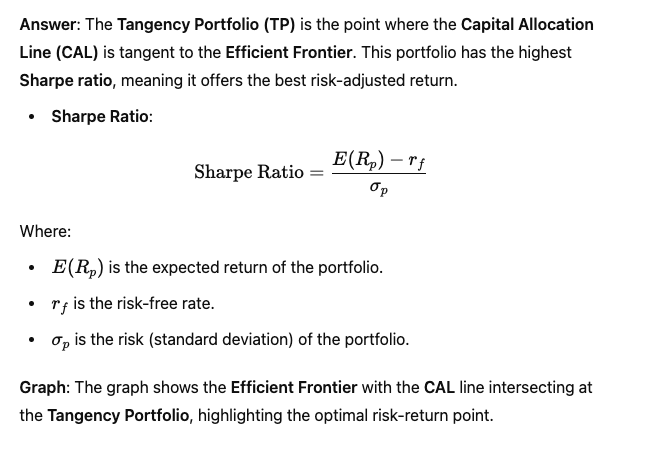 Answer: The Tangency Portfolio (TP) is the point where the Capital Allocation
Line (CAL) is tangent to the Efficient Frontier. This portfolio has the highest
Sharpe ratio, meaning it offers the best risk-adjusted return.
• Sharpe Ratio:
Sharpe Ratio = \frac{E(R_p) - r_f}{\sigma_p}
Where:
• E(R_p) is the expected return of the portfolio.
• r_f is the risk-free rate.
• σ_p is the risk (standard deviation) of the portfolio.
Graph: The graph shows the Efficient Frontier with the CAL line intersecting at
the Tangency Portfolio, highlighting the optimal risk-return point.